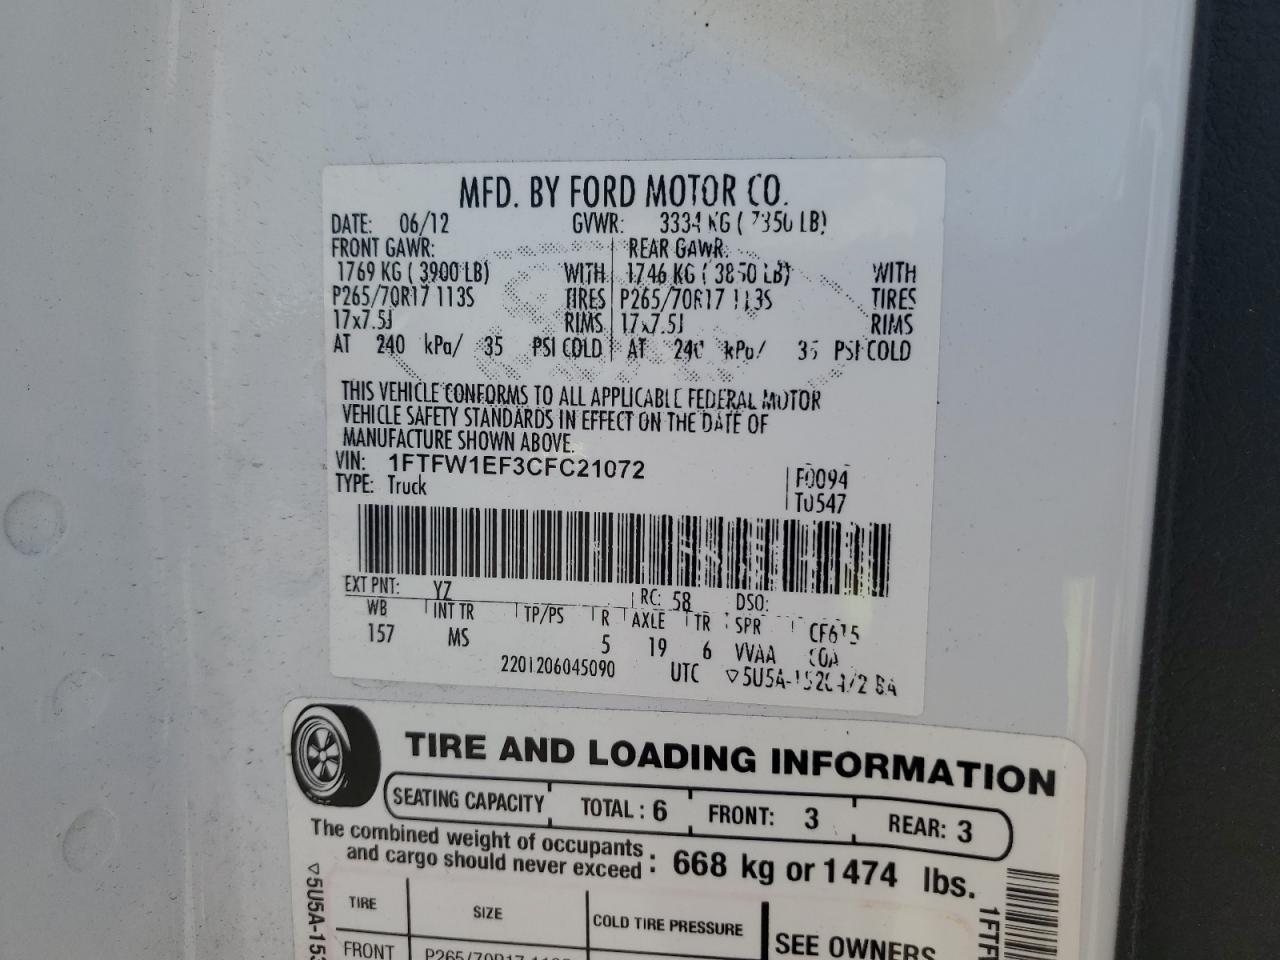 MFD. BY FORD MOTOR CO.
DATE: 06/12 GVWR: 3334 KG ( 7350 LB)
FRONT GAWR: REAR GAWR:
1769 KG ( 3900 LB) WITH 1746 KG ( 3850 LB) WITH
P265/70R17 113S TIRES P265/70R17 113S TIRES
17x7.5J RIMS 17x7.5J RIMS
AT 240 kPa/ 35 PSI COLD AT 240 kPa/ 35 PSI COLD
THIS VEHICLE CONFORMS TO ALL APPLICABLE FEDERAL MOTOR
VEHICLE SAFETY STANDARDS IN EFFECT ON THE DATE OF
MANUFACTURE SHOWN ABOVE.
VIN: 1FTFW1EF3CFC21072
TYPE: Truck
F0094
T0547
EXT PNT: YZ RC: 58 DSO:
WB INT TR TP/PS R AXLE TR SPR CF615
157 MS 5 19 6 VVAA
2201206045090 UTC
TIRE AND LOADING INFORMATION
SEATING CAPACITY TOTAL : 6 FRONT: 3 REAR: 3
The combined weight of occupants
and cargo should never exceed : 668 kg or 1474 lbs.
TIRE SIZE COLD TIRE PRESSURE SEE OWNERS
FRONT P265/70R17